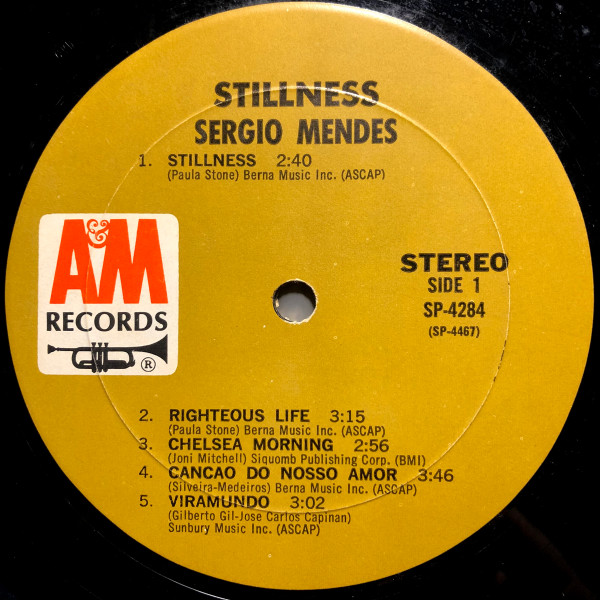 STILLNESS
SERGIO MENDES
1. STILLNESS 2:40
(Paula Stone) Berna Music Inc. (ASCAP)
A&M
RECORDS
®
STEREO
SIDE 1
SP-4284
(SP-4467)
2. RIGHTEOUS LIFE 3:15
(Paula Stone) Berna Music Inc. (ASCAP)
3. CHELSEA MORNING 2:56
(Joni Mitchell) Siquomb Publishing Corp. (BMI)
4. CANCAO DO NOSSO AMOR 3:46
(Silveira-Medeiros) Berna Music Inc. (ASCAP)
5. VIRAMUNDO 3:02
(Gilberto Gil-Jose Carlos Capinan)
Sunbury Music Inc. (ASCAP)